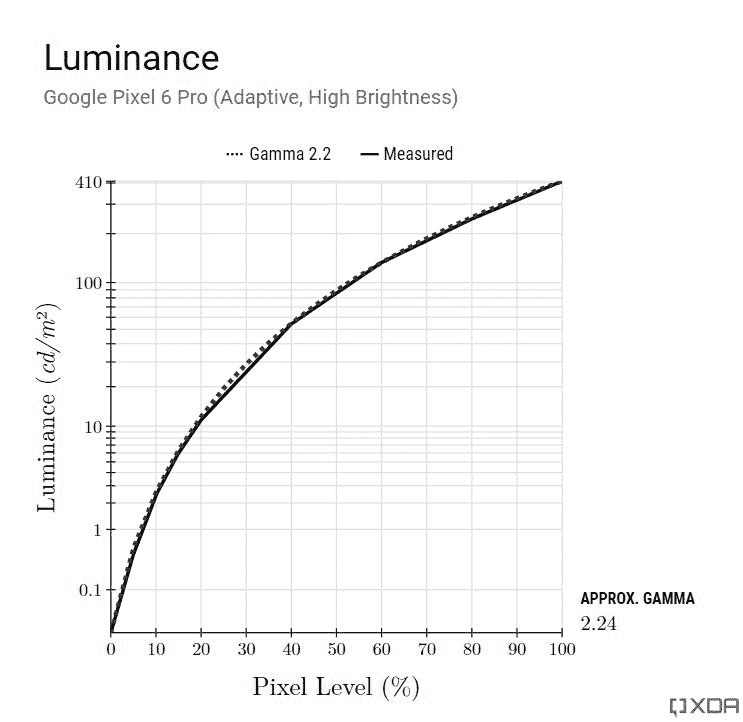 Luminance
Google Pixel 6 Pro (Adaptive, High Brightness)
Gamma 2.2 Measured
410
100
10
1
0.1
Luminance (cd/m²)
0 10 20 30 40 50 60 70 80 90 100
Pixel Level (%)
APPROX. GAMMA
2.24
XDA